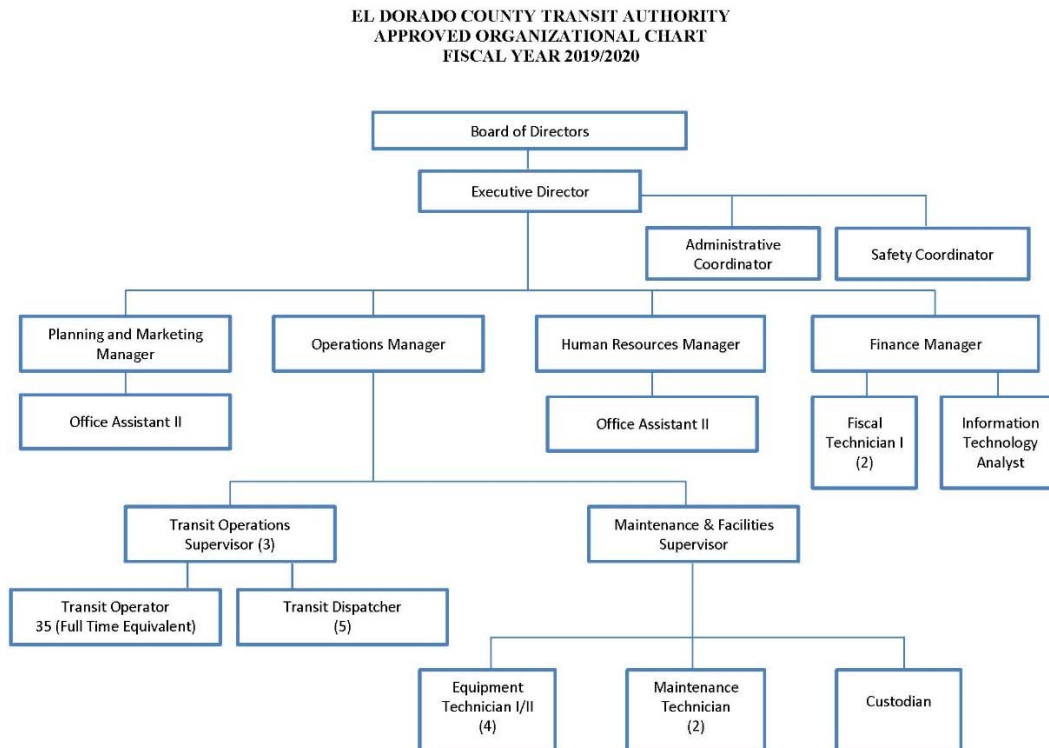 EL DORADO COUNTY TRANSIT AUTHORITY
APPROVED ORGANIZATIONAL CHART
FISCAL YEAR 2019/2020
Board of Directors
Executive Director
Administrative
Coordinator
Safety Coordinator
Planning and Marketing
Manager
Operations Manager
Human Resources Manager
Finance Manager
Office Assistant II
Office Assistant II
Fiscal
Technician I
(2)
Information
Technology
Analyst
Transit Operations
Supervisor (3)
Maintenance & Facilities
Supervisor
Transit Operator
35 (Full Time Equivalent)
Transit Dispatcher
(5)
Equipment
Technician I/II
(4)
Maintenance
Technician
(2)
Custodian